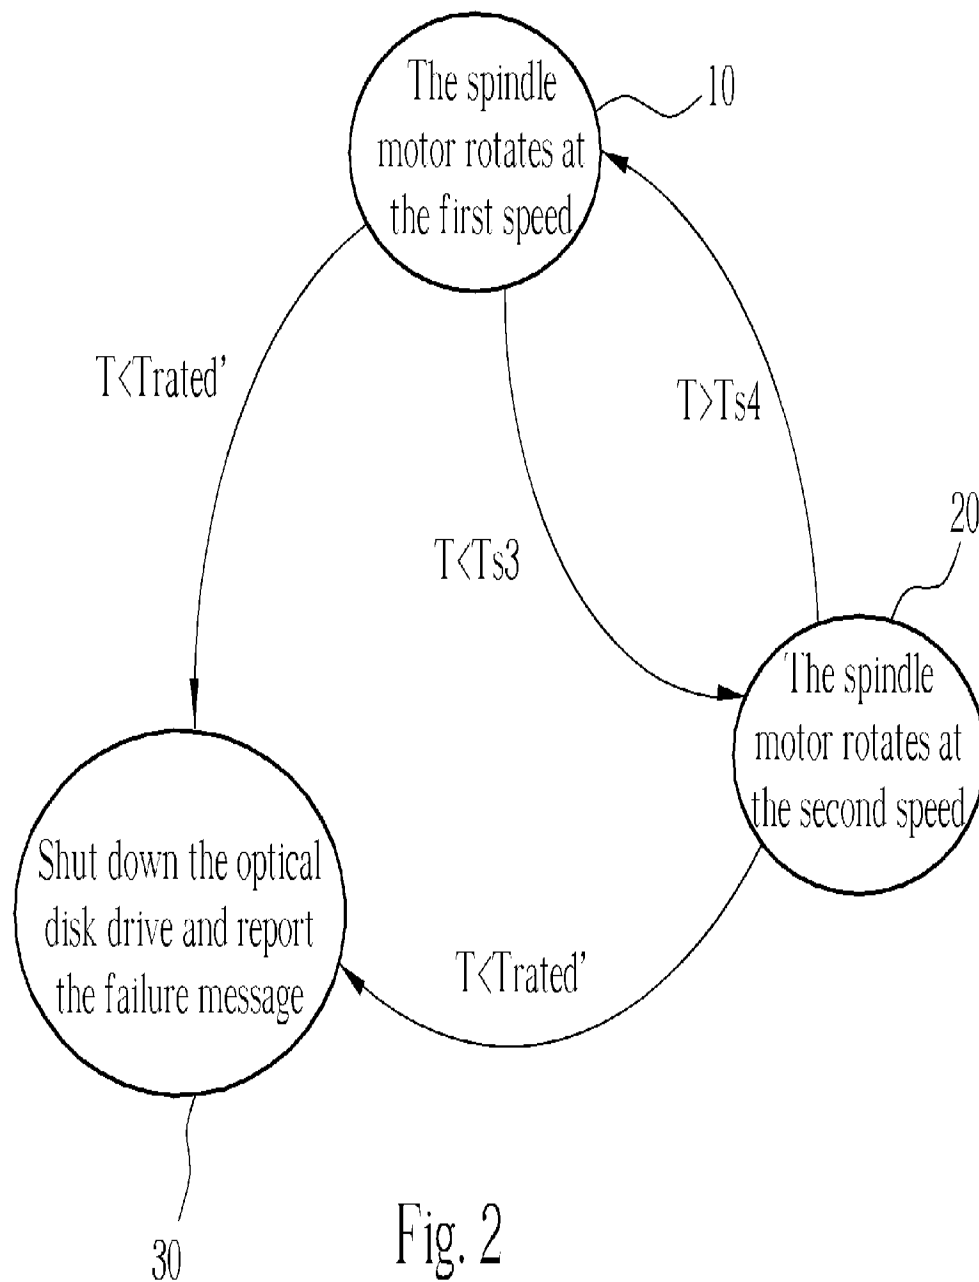 The spindle
motor rotates at
the first speed
10
T<Trated’
T>Ts4
T<Ts3
20
The spindle
motor rotates at
the second speed
Shut down the optical
disk drive and report
the failure message
T<Trated’
30
Fig. 2